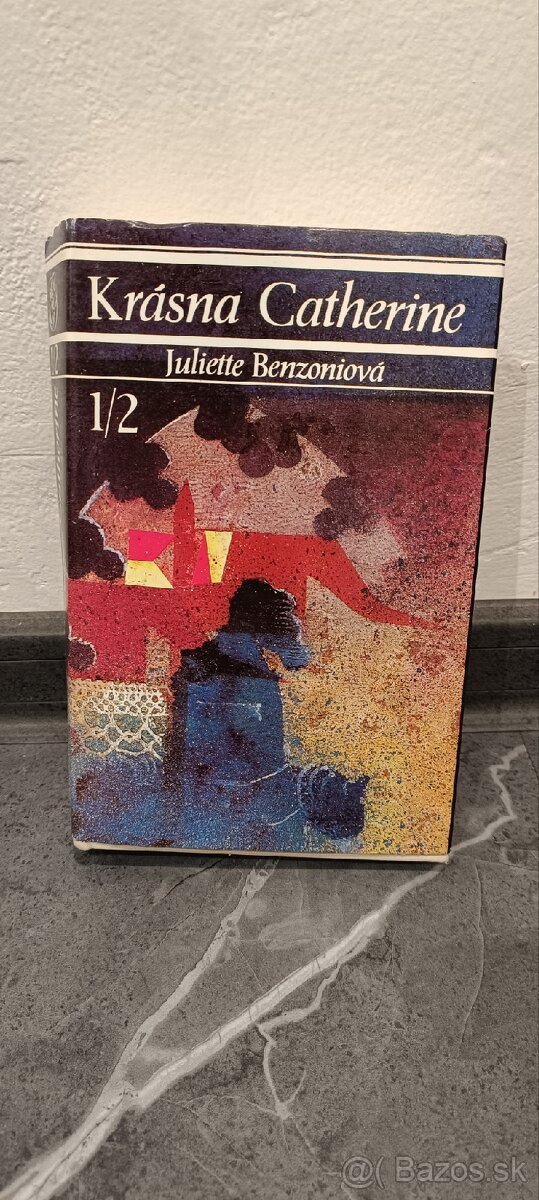 Krásna Catherine
Juliette Benzoniová
1/2
@( Bazos.sk